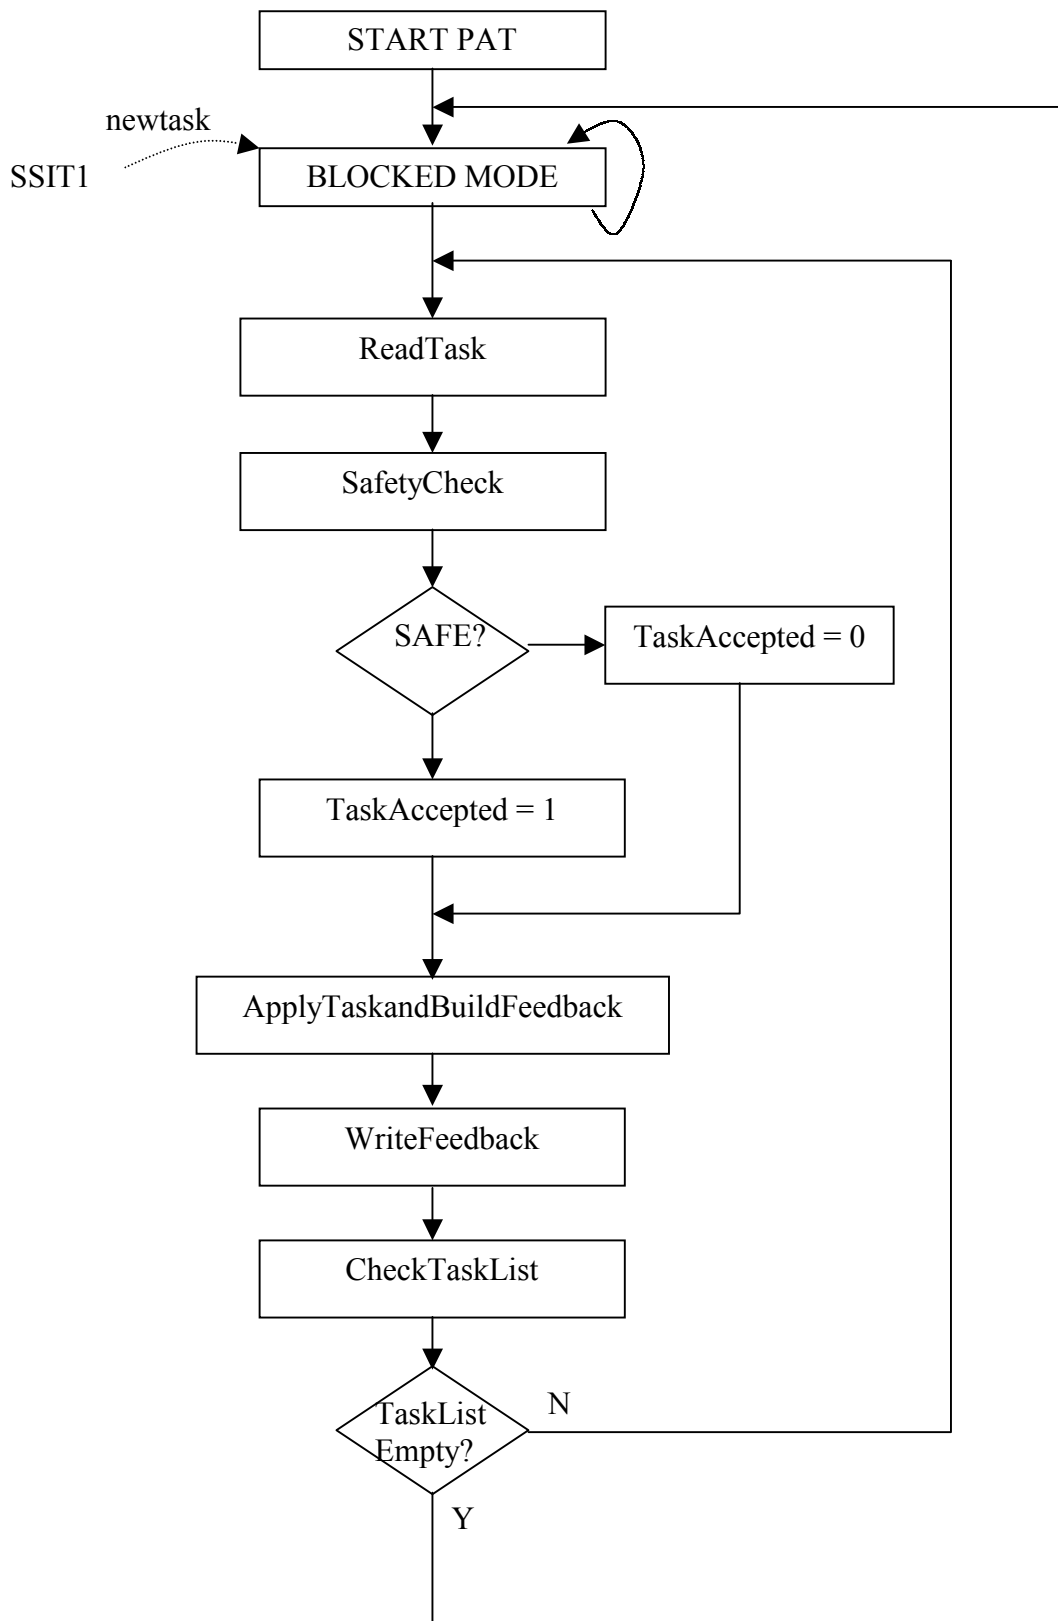 START PAT
newtask
SSIT1
BLOCKED MODE
ReadTask
SafetyCheck
SAFE?
TaskAccepted = 0
TaskAccepted = 1
ApplyTaskandBuildFeedback
WriteFeedback
CheckTaskList
TaskList
Empty?
N
Y